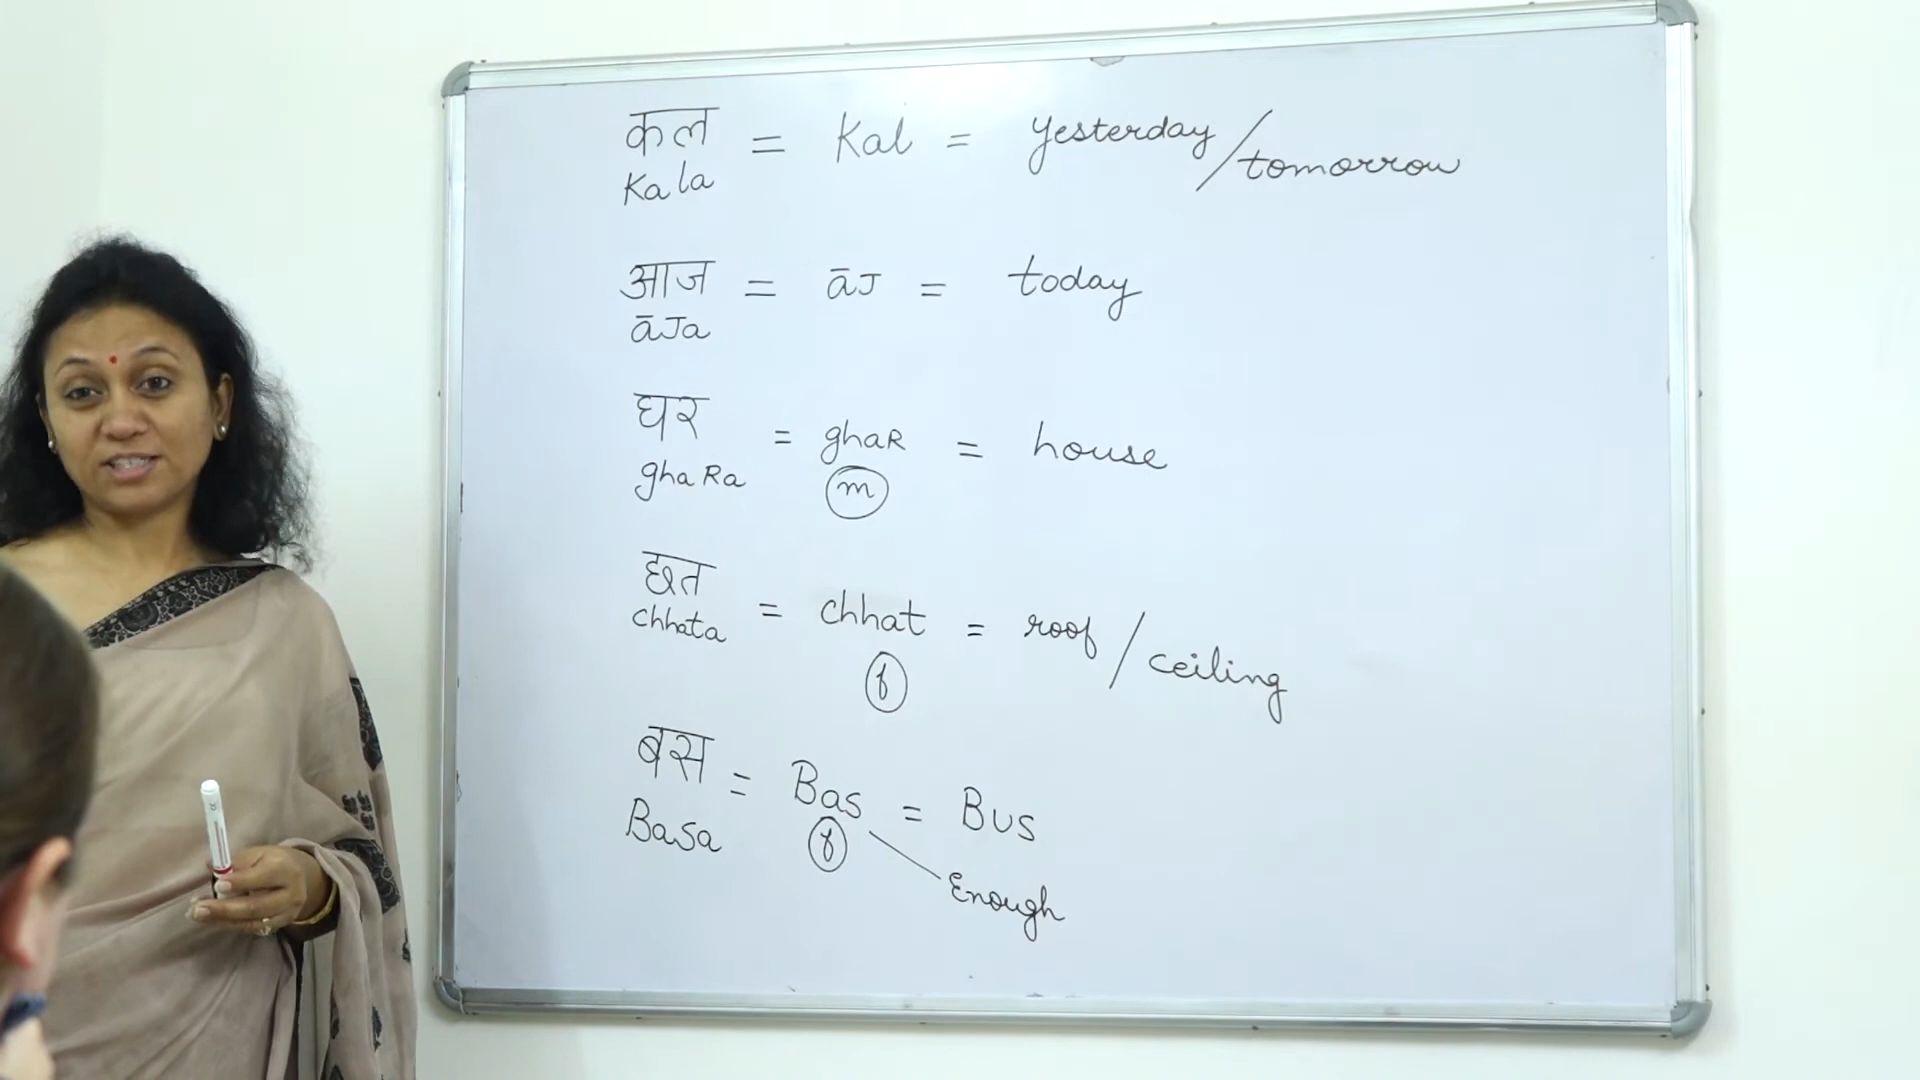 कल = Kal = yesterday / tomorrow
Kala
आज = āJ = today
āJa
घर = ghaR = house
ghaRa m
छत = chhat = roof / ceiling
chhata f
बस = Bas = Bus
Basa f Enough